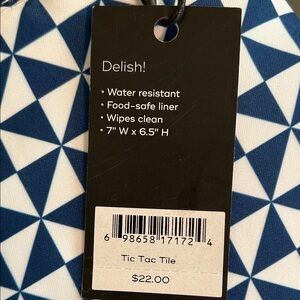 Delish!
• Water resistant
• Food-safe liner
• Wipes clean
• 7" W x 6.5" H
6 98658 17172 4
Tic Tac Tile
$22.00